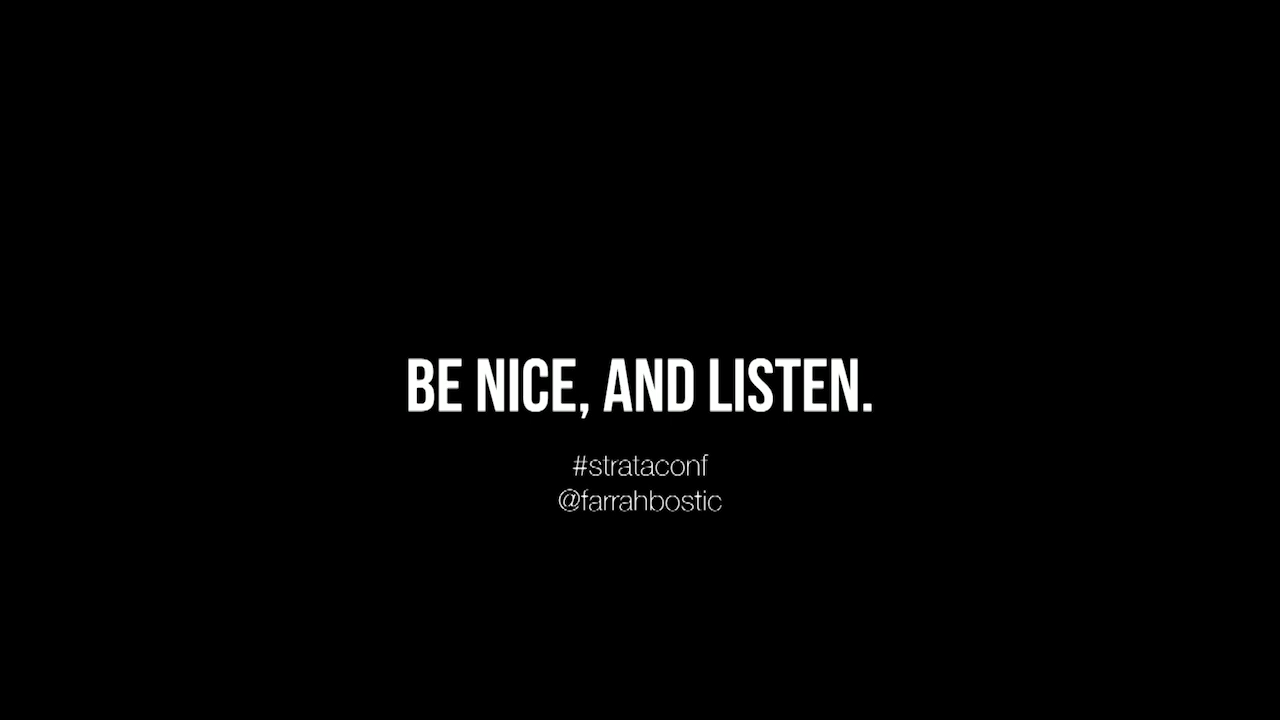 BE NICE, AND LISTEN.
#strataconf
@farrahbostic